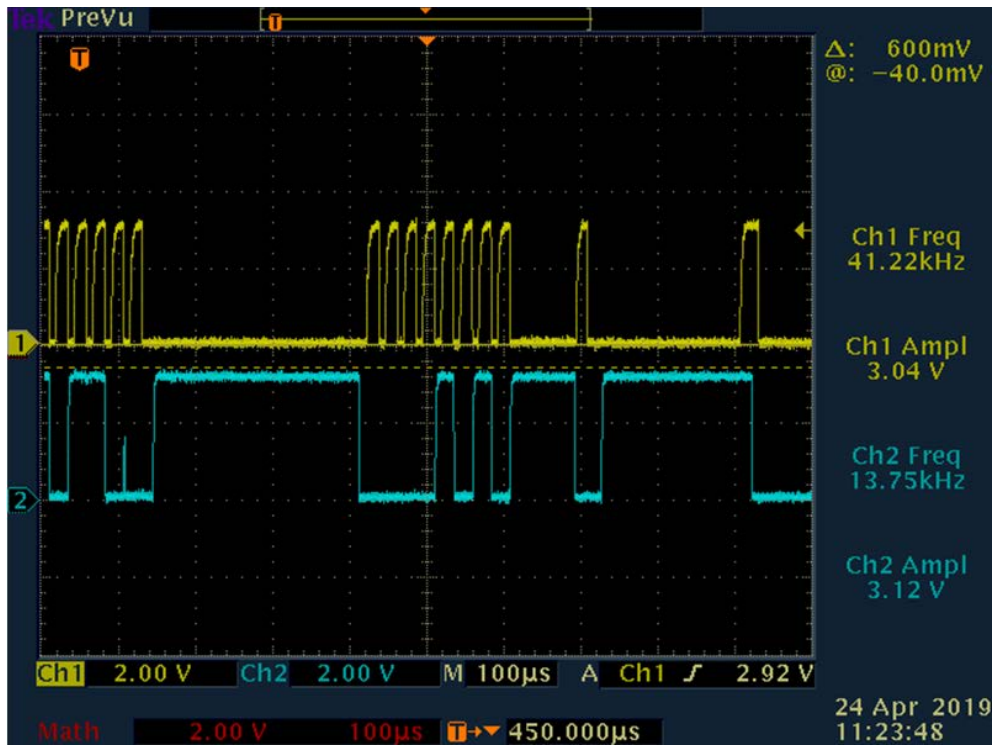 Tek PreVu
T
T
Δ: 600mV
@: −40.0mV
Ch1 Freq
41.22kHz
1
Ch1 Ampl
3.04 V
Ch2 Freq
13.75kHz
2
Ch2 Ampl
3.12 V
Ch1 2.00 V Ch2 2.00 V M 100µs A Ch1 2.92 V
Math 2.00 V 100µs T 450.000µs
24 Apr 2019
11:23:48